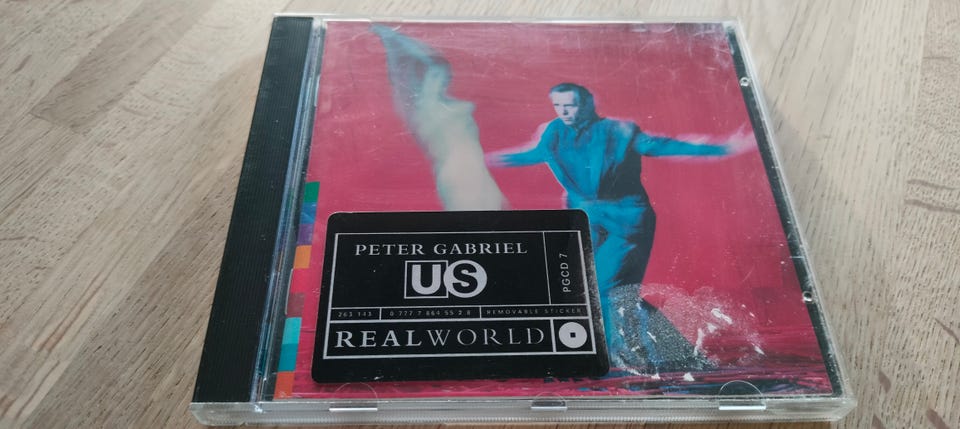 PETER GABRIEL
US
PGCD 7
263 143 0 777 7 864 55 2 8 REMOVABLE STICKER
REALWORLD